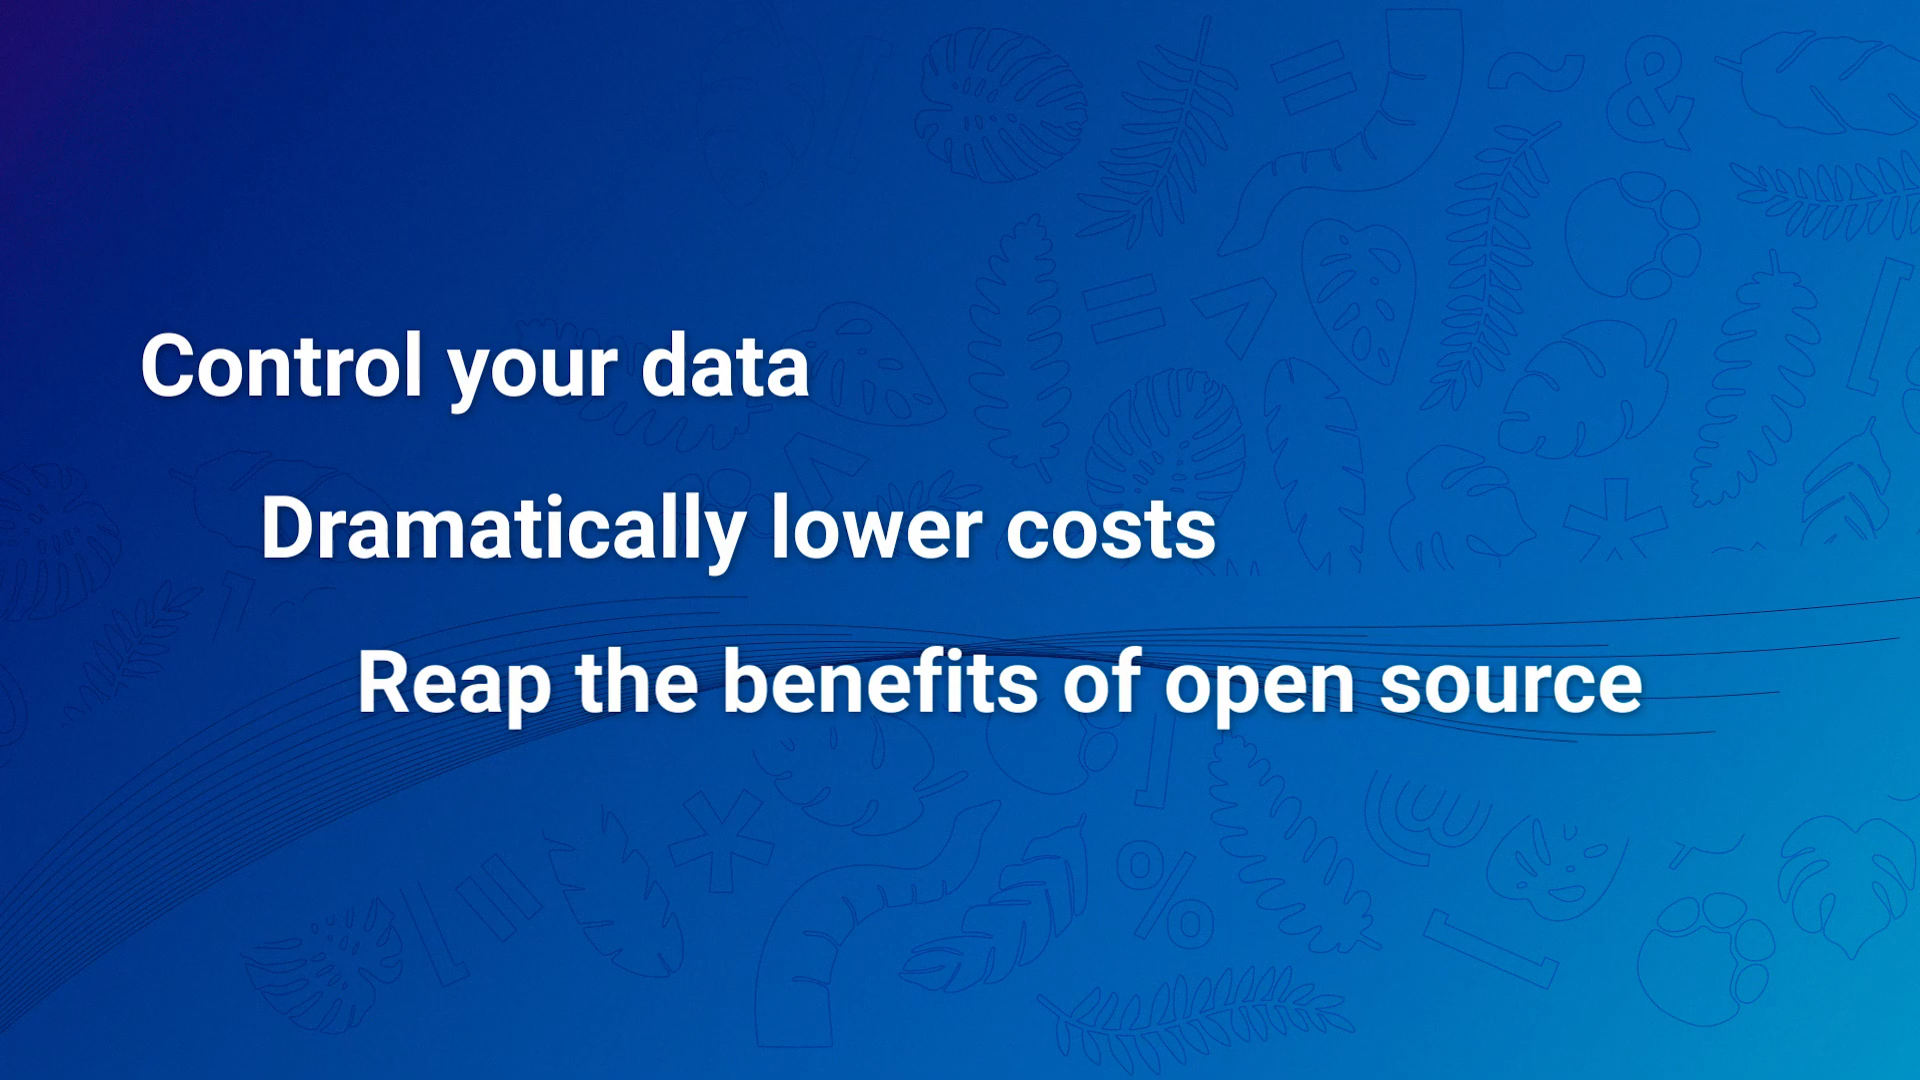 Control your data
Dramatically lower costs
Reap the benefits of open source